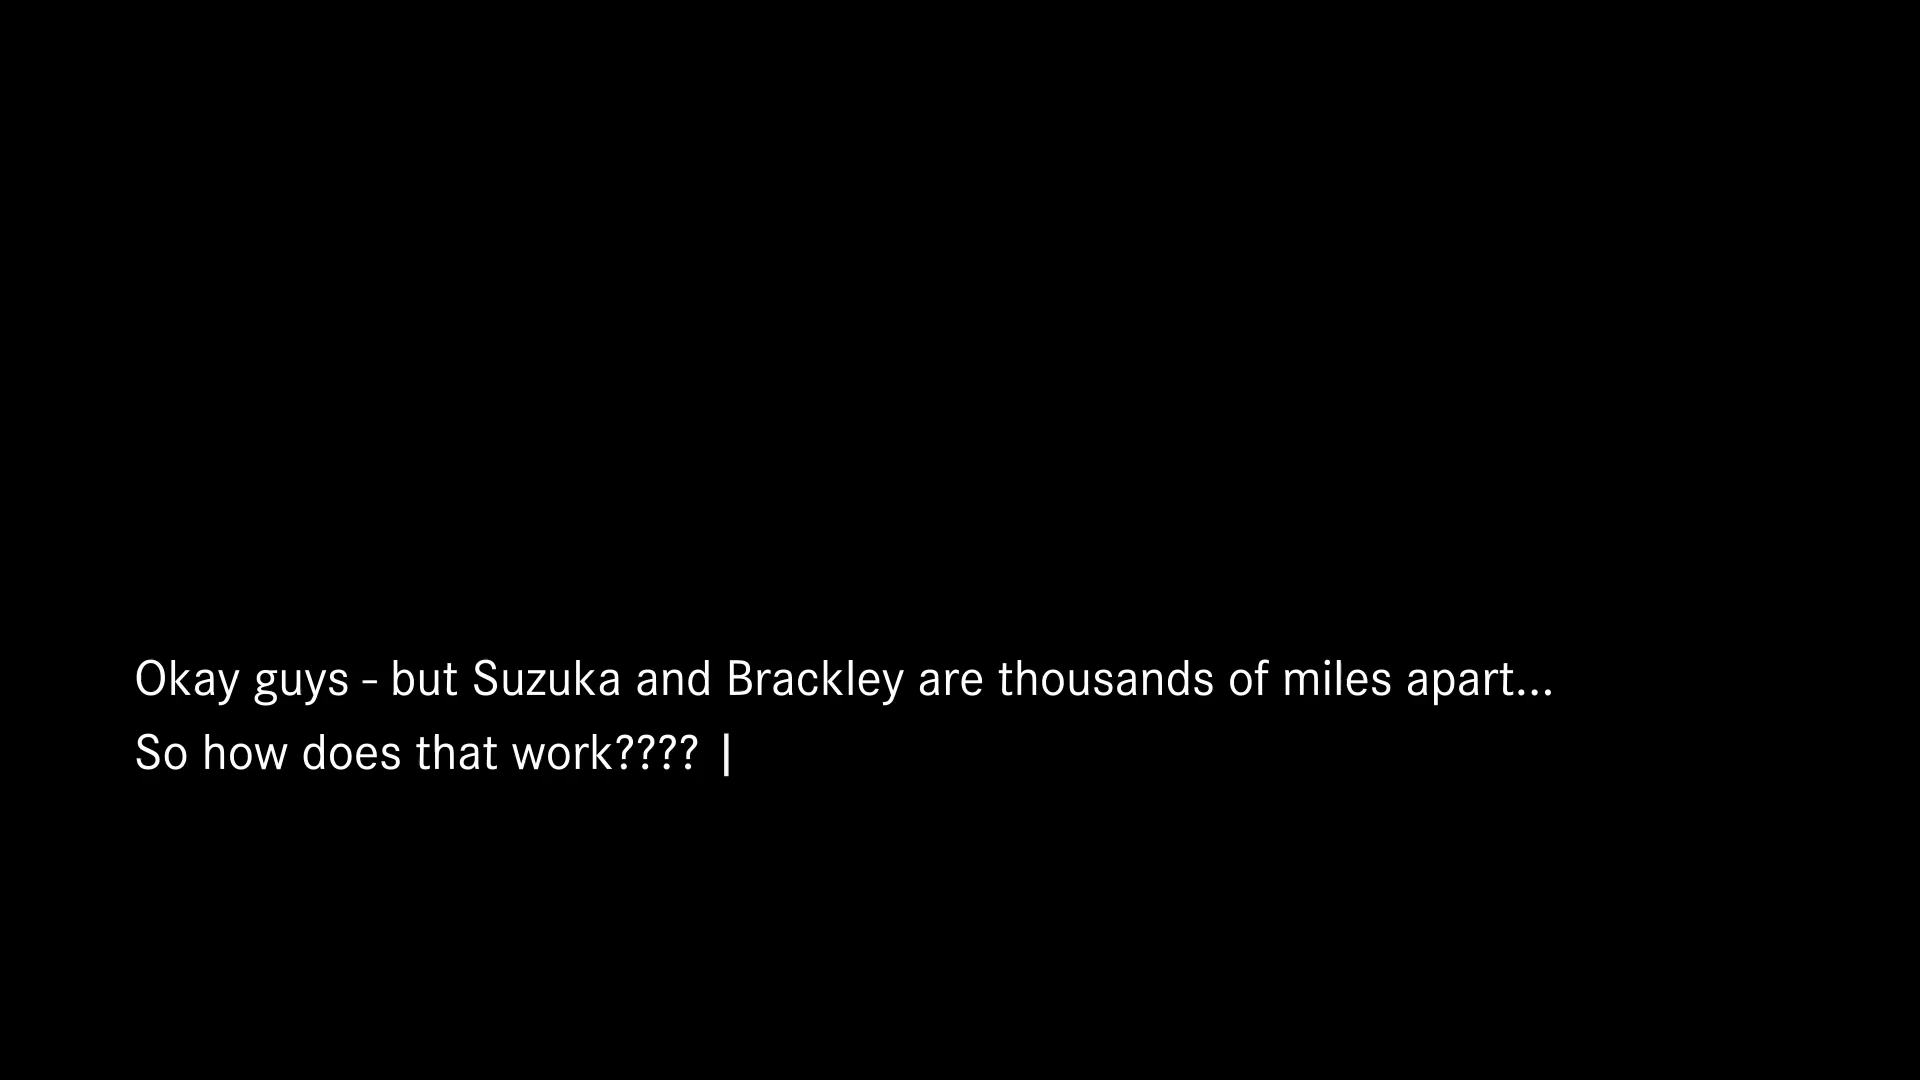 Okay guys - but Suzuka and Brackley are thousands of miles apart...
So how does that work???? |